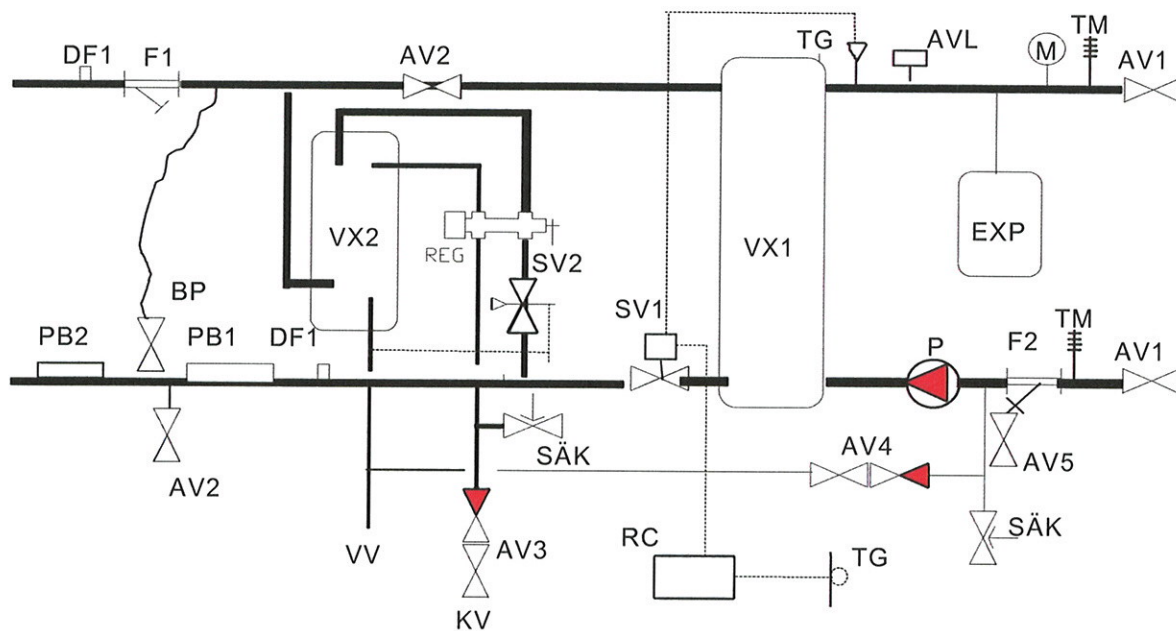 TM
TG
AVL
M
AV1
DF1
F1
AV2
VX2
REG
SV2
VX1
EXP
BP
SV1
PB2
PB1
DF1
P
F2
TM
AV1
SÄK
AV4
AV5
AV2
SÄK
VV
AV3
RC
TG
KV